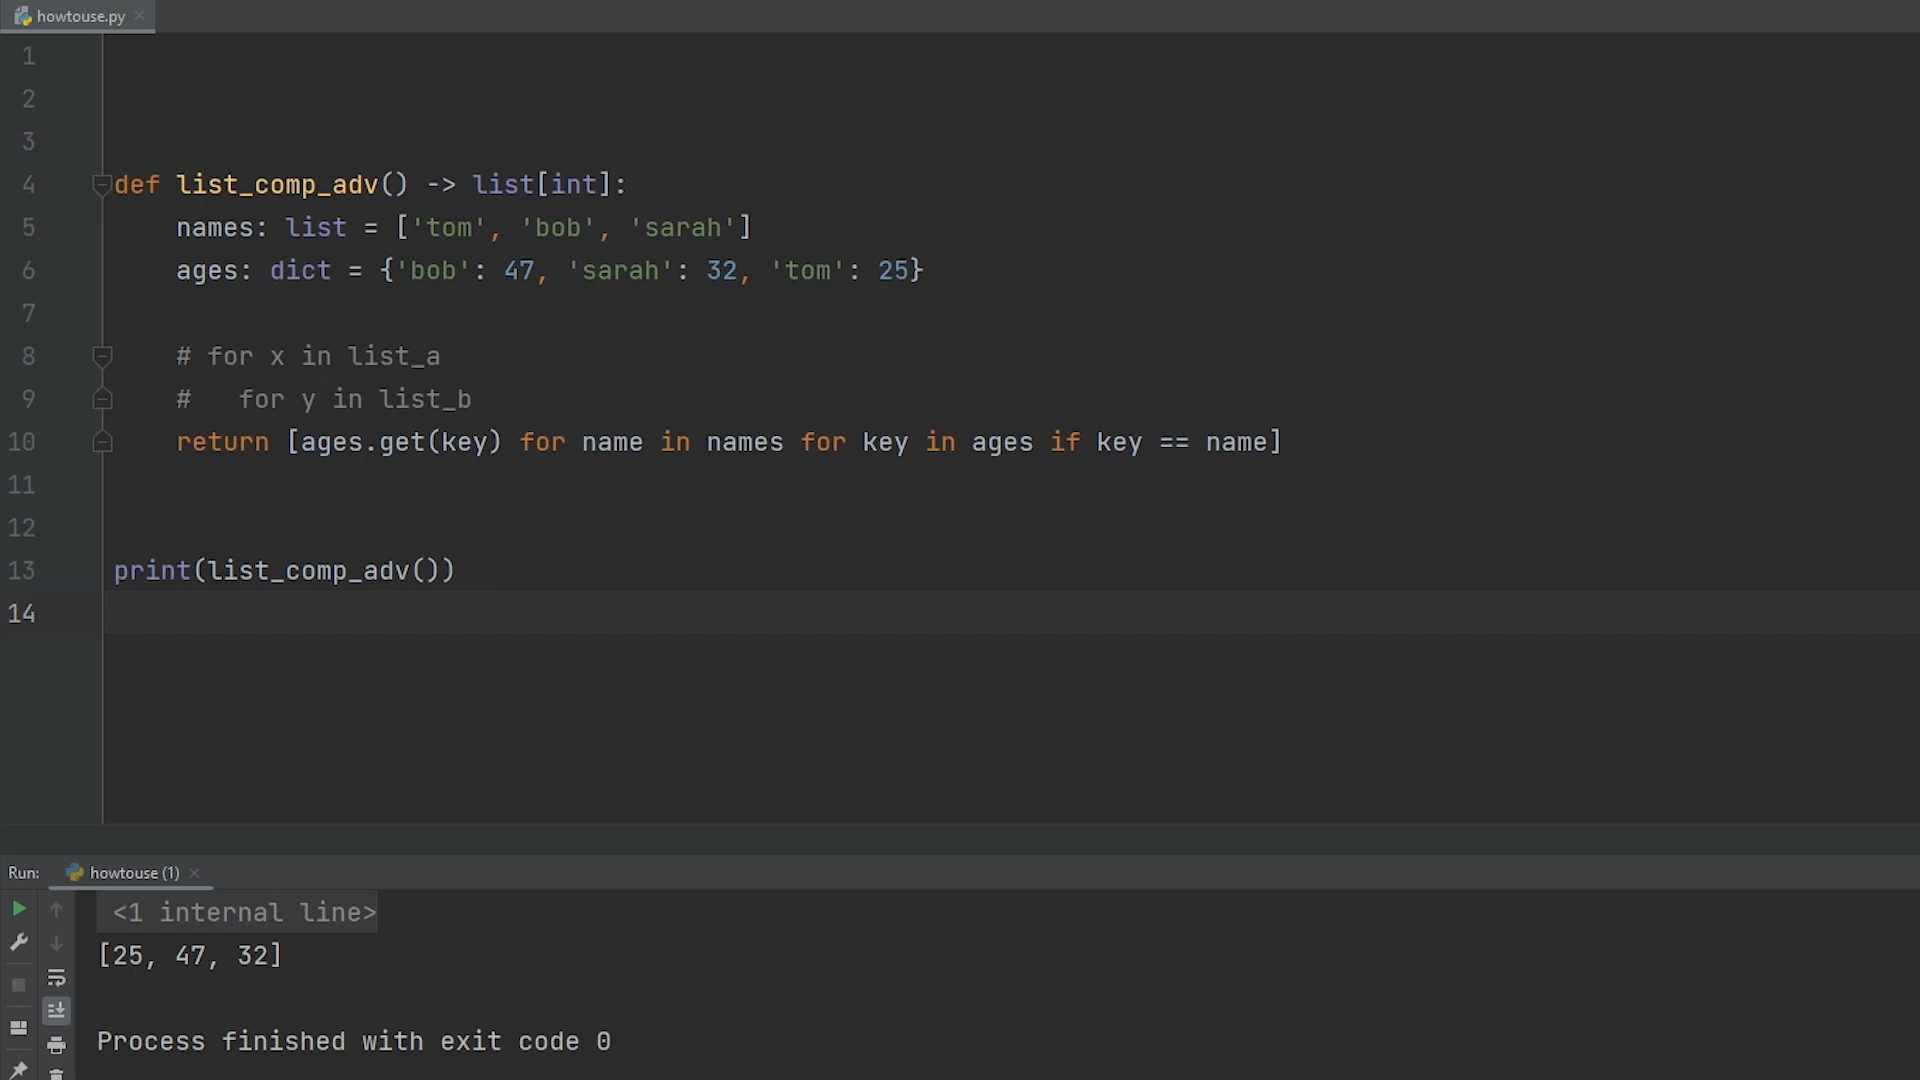 howtouse.py
1
2
3
4 def list_comp_adv() -> list[int]:
5 names: list = ['tom', 'bob', 'sarah']
6 ages: dict = {'bob': 47, 'sarah': 32, 'tom': 25}
7
8 # for x in list_a
9 #   for y in list_b
10 return [ages.get(key) for name in names for key in ages if key == name]
11
12
13 print(list_comp_adv())
14
Run: howtouse (1)
<1 internal line>
[25, 47, 32]
Process finished with exit code 0